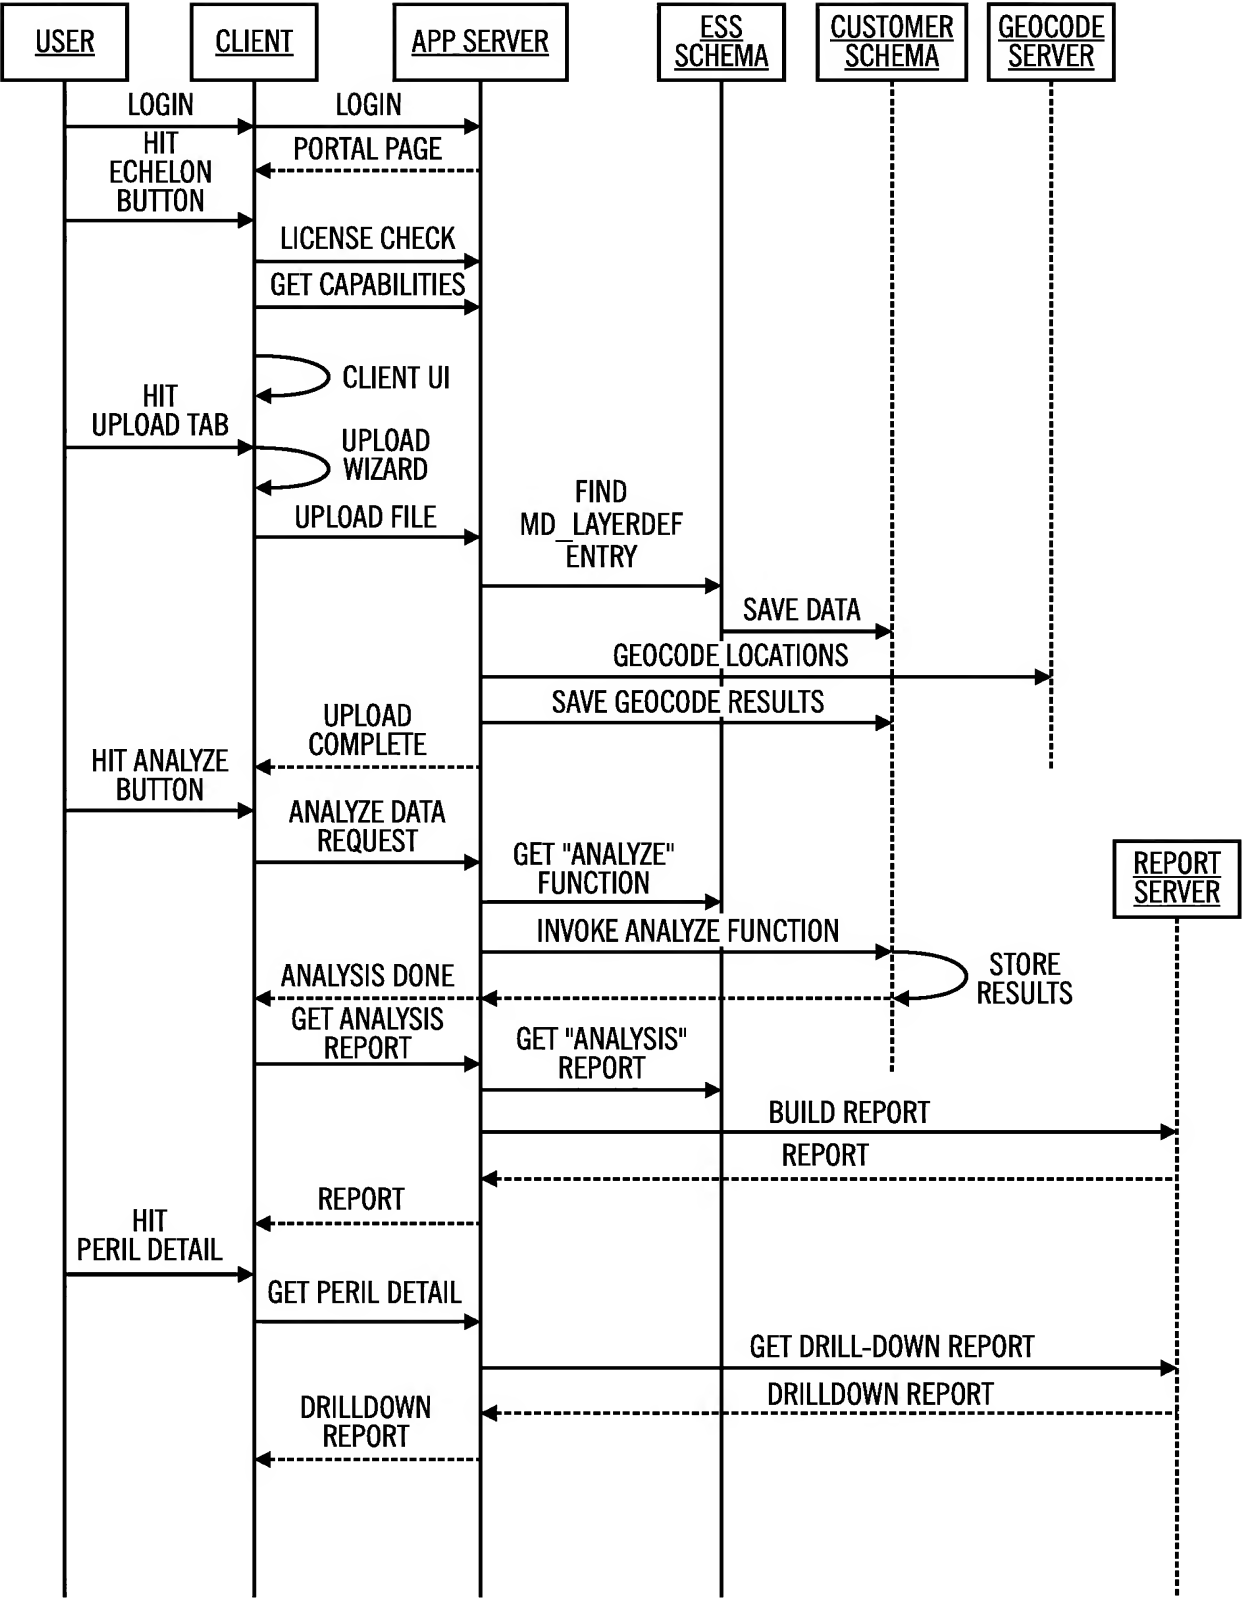 USER
CLIENT
APP SERVER
ESS
SCHEMA
CUSTOMER
SCHEMA
GEOCODE
SERVER
LOGIN
LOGIN
HIT
ECHELON
BUTTON
PORTAL PAGE
LICENSE CHECK
GET CAPABILITIES
CLIENT UI
HIT
UPLOAD TAB
UPLOAD
WIZARD
UPLOAD FILE
FIND
MD_LAYERDEF
ENTRY
SAVE DATA
GEOCODE LOCATIONS
SAVE GEOCODE RESULTS
UPLOAD
COMPLETE
HIT ANALYZE
BUTTON
ANALYZE DATA
REQUEST
GET "ANALYZE"
FUNCTION
REPORT
SERVER
INVOKE ANALYZE FUNCTION
STORE
RESULTS
ANALYSIS DONE
GET ANALYSIS
REPORT
GET "ANALYSIS"
REPORT
BUILD REPORT
REPORT
REPORT
HIT
PERIL DETAIL
GET PERIL DETAIL
GET DRILL-DOWN REPORT
DRILLDOWN REPORT
DRILLDOWN
REPORT